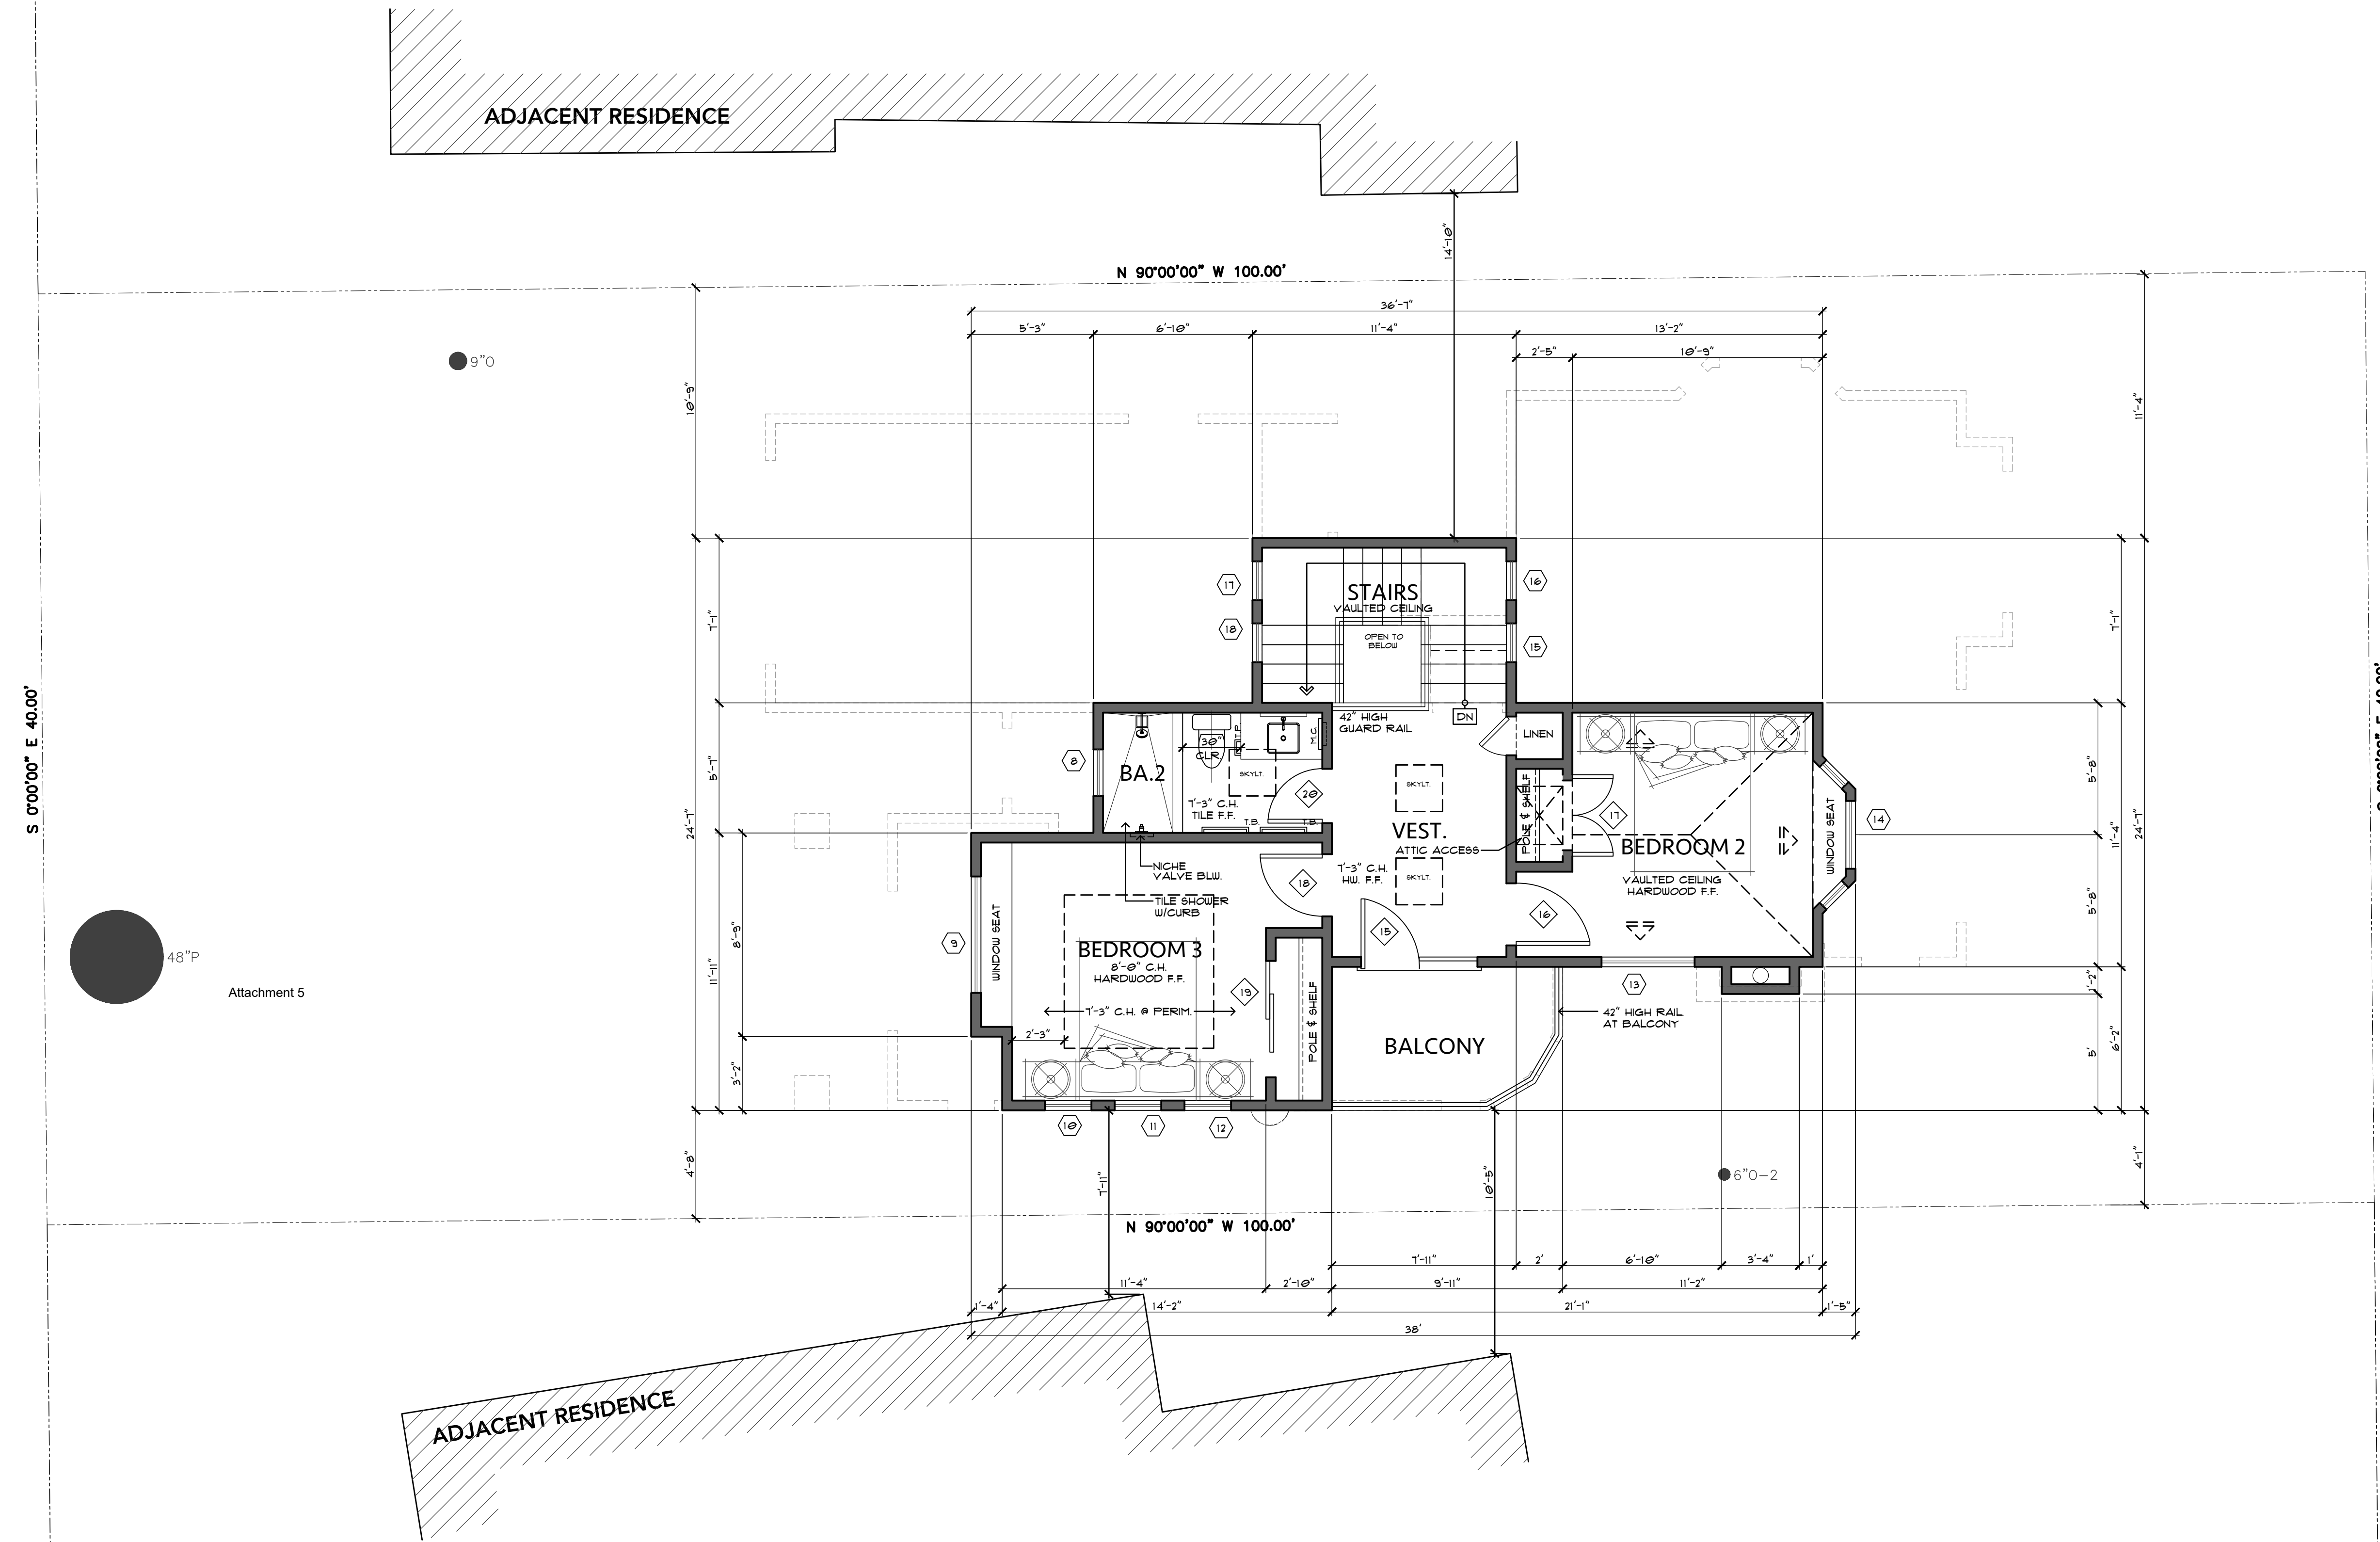 ADJACENT RESIDENCE
14'-10"
N 90°00'00" W 100.00'
36'-7"
5'-3"
6'-10"
11'-4"
13'-2"
2'-5"
10'-9"
9"O
10'-9"
11'-4"
17
STAIRS
VAULTED CEILING
16
18
OPEN TO
BELOW
15
7'-1"
7'-1"
42" HIGH
GUARD RAIL
DN
LINEN
T.P.
M.C.
30"
CLR.
SKYLT.
8
BA.2
7'-3" C.H.
TILE F.F.
T.B.
T.B.
20
SKYLT.
VEST.
ATTIC ACCESS
POLE & SHELF
17
BEDROOM 2
VAULTED CEILING
HARDWOOD F.F.
WINDOW SEAT
14
S 0°00'00" E 40.00'
5'-7"
24'-7"
5'-8"
11'-4"
24'-7"
5'-8"
NICHE
VALVE BLW.
7'-3" C.H.
HW. F.F.
SKYLT.
18
TILE SHOWER
W/CURB
16
15
9
WINDOW SEAT
BEDROOM 3
8'-0" C.H.
HARDWOOD F.F.
7'-3" C.H. @ PERIM.
2'-3"
19
POLE & SHELF
8'-9"
11'-11"
3'-2"
48"P
Attachment 5
13
42" HIGH RAIL
AT BALCONY
BALCONY
1'-2"
5'
6'-2"
10
11
12
4'-8"
7'-11"
10'-5"
6"O-2
4'-1"
N 90°00'00" W 100.00'
7'-11"
2'
6'-10"
3'-4"
1'
11'-4"
2'-10"
9'-11"
11'-2"
1'-4"
14'-2"
21'-1"
1'-5"
38'
ADJACENT RESIDENCE